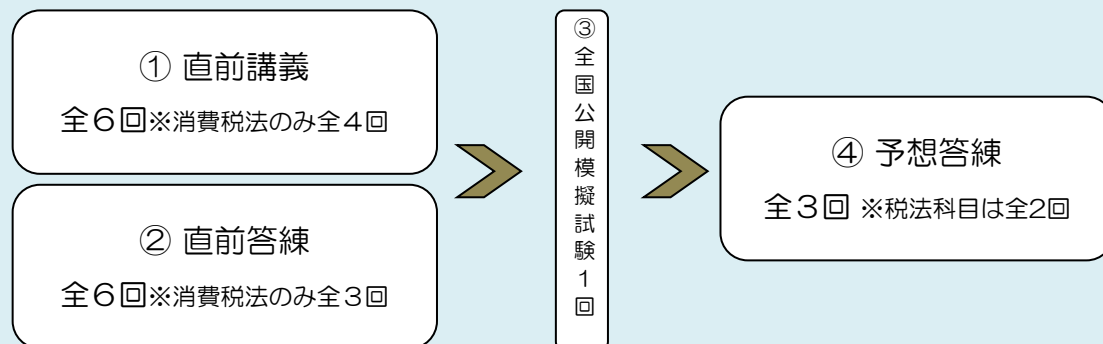 ① 直前講義
全６回※消費税法のみ全４回
② 直前答練
全６回※消費税法のみ全３回
③全国公開模擬試験１回
④ 予想答練
全３回 ※税法科目は全2回